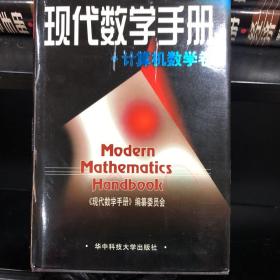 现代数学手册
·计算机数学卷
Modern
Mathematics
Handbook
《现代数学手册》编纂委员会
华中科技大学出版社